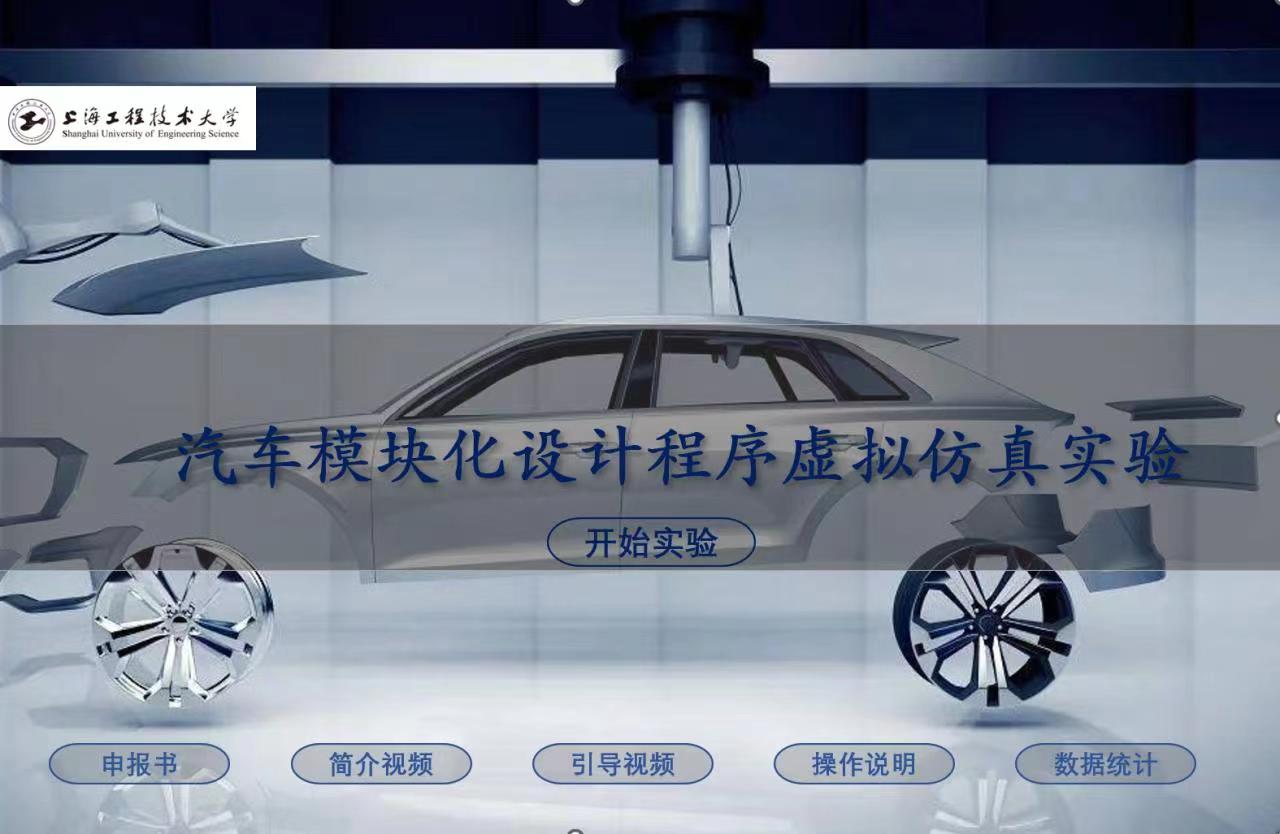 上海工程技术大学
Shanghai University of Engineering Science
汽车模块化设计程序虚拟仿真实验
开始实验
申报书
简介视频
引导视频
操作说明
数据统计